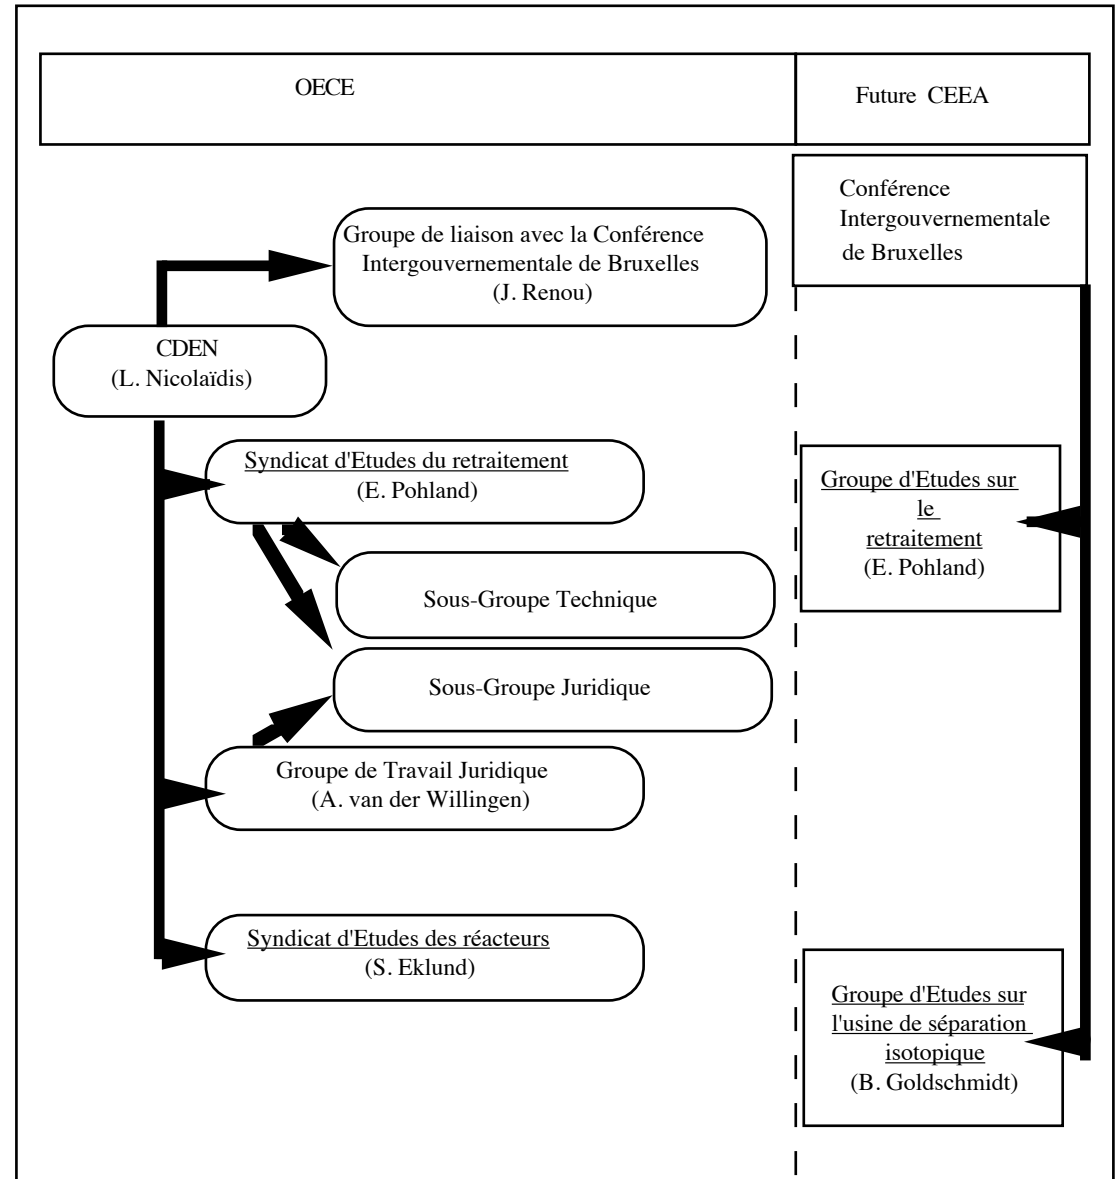 OECE
Future CEEA
Conférence
Intergouvernementale
de Bruxelles
Groupe de liaison avec la Conférence
Intergouvernementale de Bruxelles
(J. Renou)
CDEN
(L. Nicolaïdis)
Syndicat d'Etudes du retraitement
(E. Pohland)
Groupe d'Etudes sur
le
retraitement
(E. Pohland)
Sous-Groupe Technique
Sous-Groupe Juridique
Groupe de Travail Juridique
(A. van der Willingen)
Syndicat d'Etudes des réacteurs
(S. Eklund)
Groupe d'Etudes sur
l'usine de séparation
isotopique
(B. Goldschmidt)